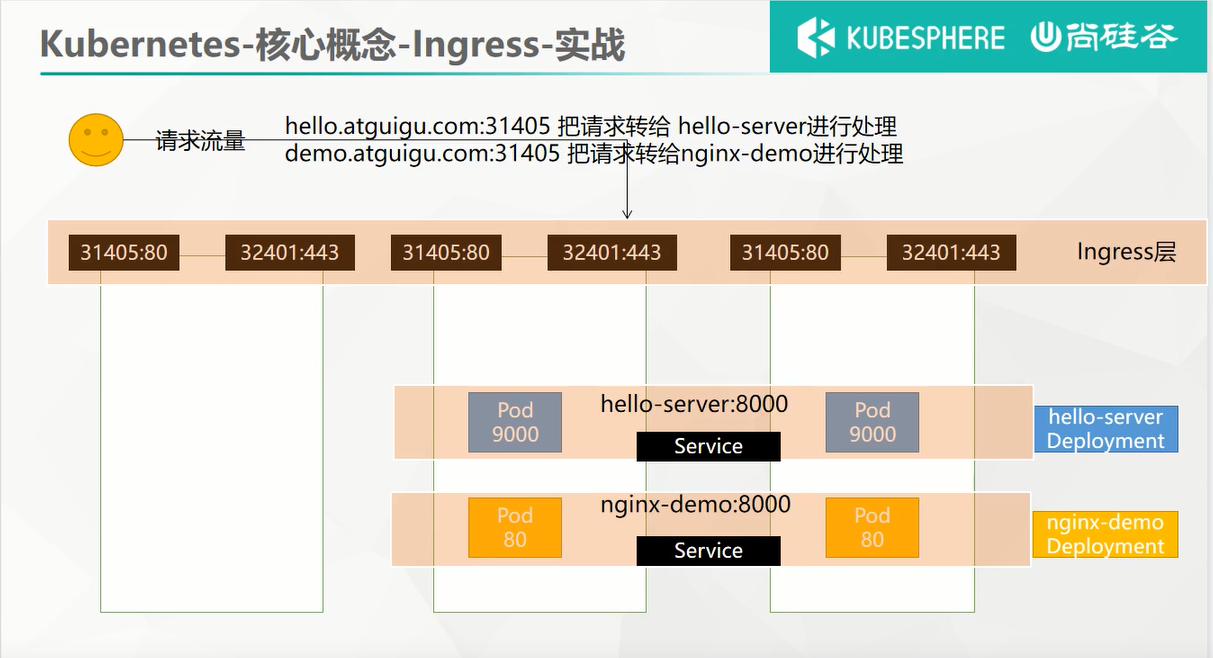 Kubernetes-核心概念-Ingress-实战
KUBESPHERE
尚硅谷
请求流量
hello.atguigu.com:31405 把请求转给 hello-server进行处理
demo.atguigu.com:31405 把请求转给nginx-demo进行处理
31405:80
32401:443
31405:80
32401:443
31405:80
32401:443
Ingress层
Pod
9000
hello-server:8000
Service
Pod
9000
hello-server
Deployment
Pod
80
nginx-demo:8000
Service
Pod
80
nginx-demo
Deployment